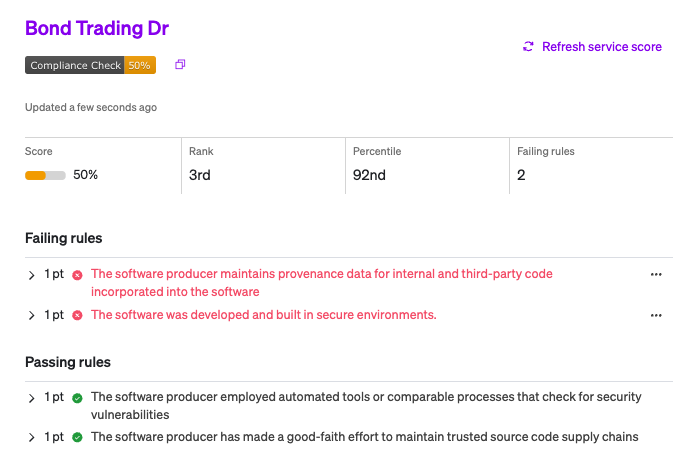 Bond Trading Dr
Refresh service score
Compliance Check 50%
Updated a few seconds ago
Score
50%
Rank
3rd
Percentile
92nd
Failing rules
2
Failing rules
1 pt The software producer maintains provenance data for internal and third-party code
incorporated into the software
1 pt The software was developed and built in secure environments.
Passing rules
1 pt The software producer employed automated tools or comparable processes that check for security
vulnerabilities
1 pt The software producer has made a good-faith effort to maintain trusted source code supply chains